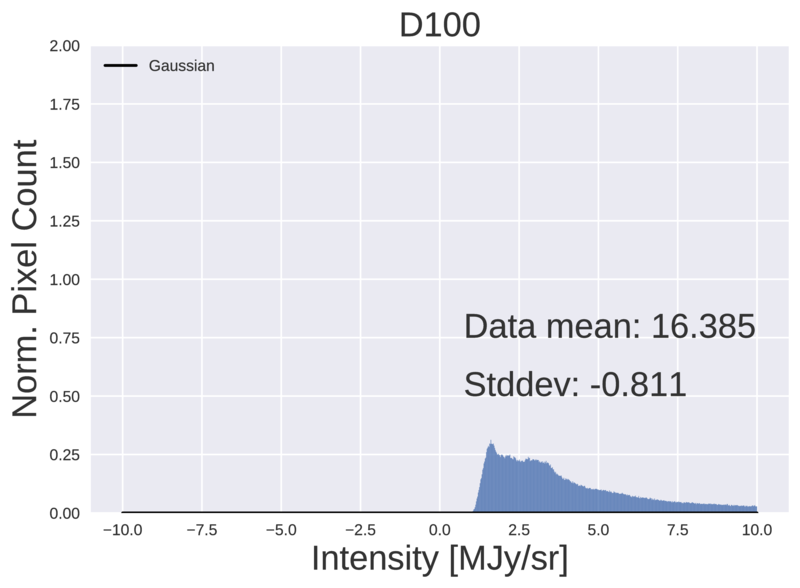 D100
2.00
Gaussian
1.75
1.50
1.25
1.00
0.75
0.50
0.25
0.00
Norm. Pixel Count
Data mean: 16.385
Stddev: -0.811
−10.0 −7.5 −5.0 −2.5 0.0 2.5 5.0 7.5 10.0
Intensity [MJy/sr]